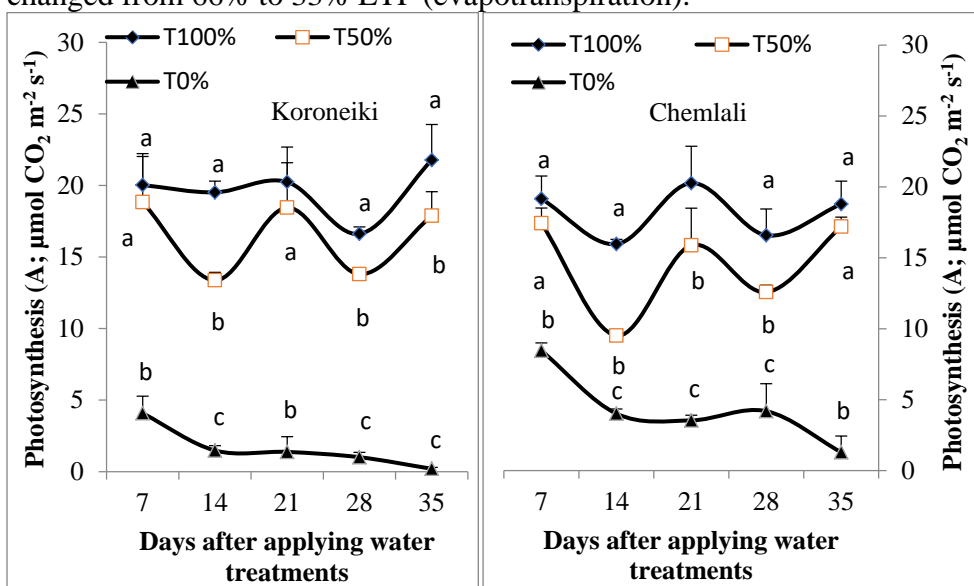 changed from 66% to 33% ETP (evapotranspiration).
Photosynthesis (A; µmol CO₂ m⁻² s⁻¹)
30
25
20
15
10
5
0
T100% T50%
T0%
Koroneiki
a a a a
a a b
b b
b c b c c
7 14 21 28 35
Days after applying water
treatments
T100% T50%
T0%
Chemlali
a a a a
a b a
b b b
c c c b
7 14 21 28 35
Days after applying water
treatments
30
25
20
15
10
5
0
Photosynthesis (A; µmol CO₂ m⁻² s⁻¹)